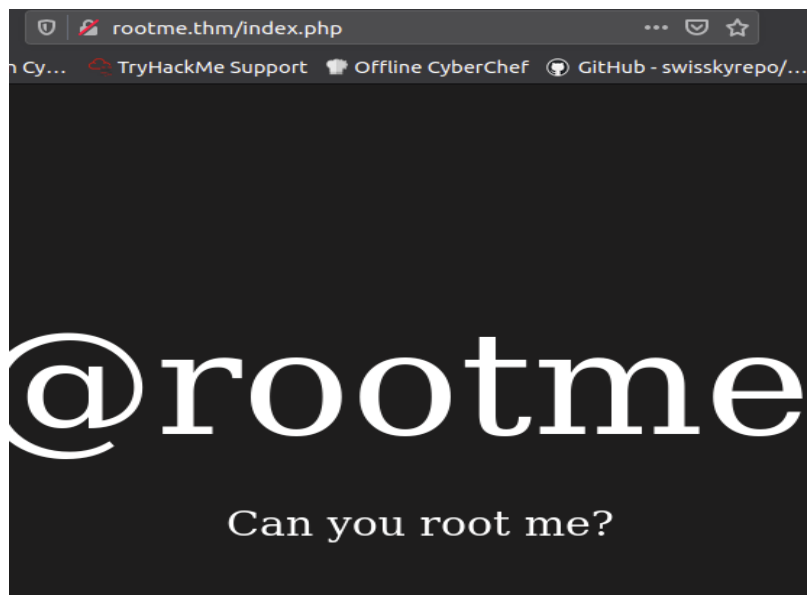 rootme.thm/index.php
n Cy... TryHackMe Support Offline CyberChef GitHub - swisskyrepo/...
@rootme
Can you root me?